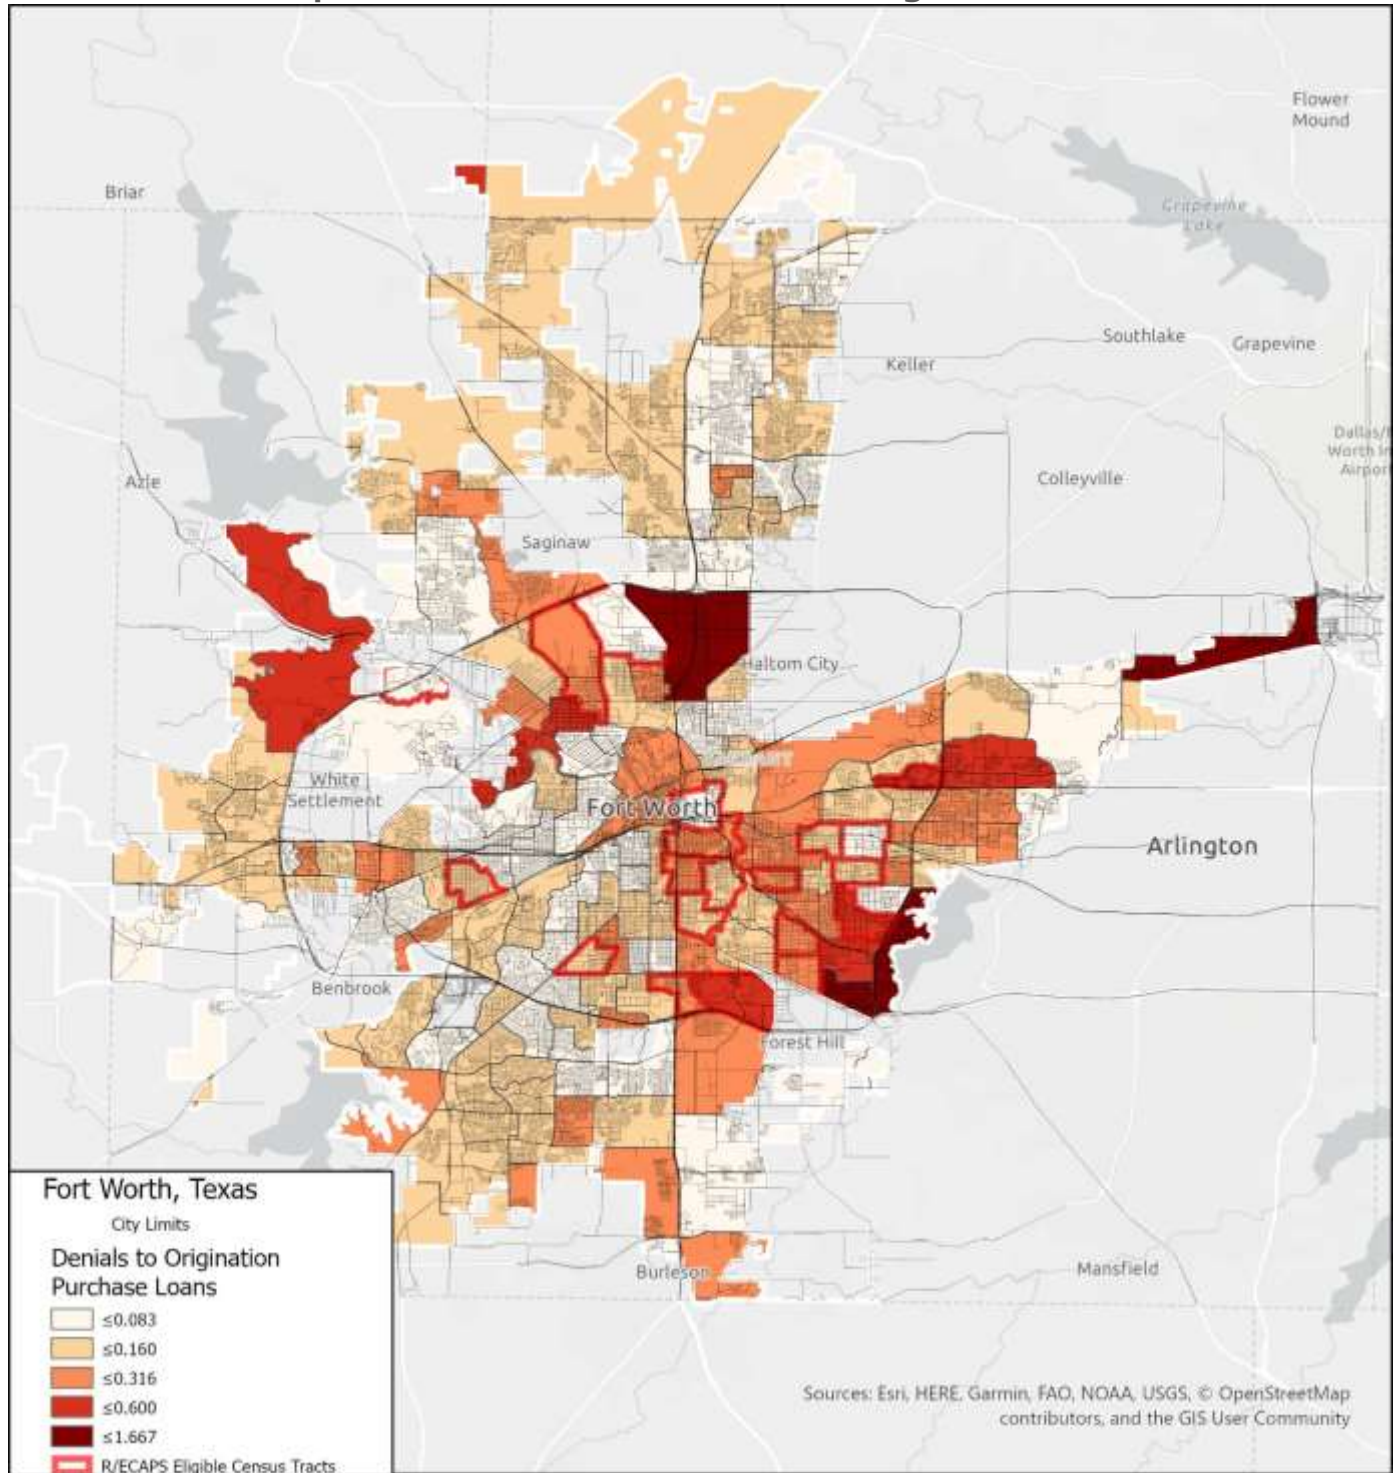 Flower
Mound
Briar
Grapevine
Lake
Southlake
Grapevine
Keller
Dallas/
Worth In
Airport
Azle
Colleyville
Saginaw
Haltom City
White
Settlement
Fort Worth
Arlington
Benbrook
Forest Hill
Burleson
Mansfield
Fort Worth, Texas
City Limits
Denials to Origination
Purchase Loans
≤0.083
≤0.160
≤0.316
≤0.600
≤1.667
R/ECAPS Eligible Census Tracts
Sources: Esri, HERE, Garmin, FAO, NOAA, USGS, © OpenStreetMap
contributors, and the GIS User Community